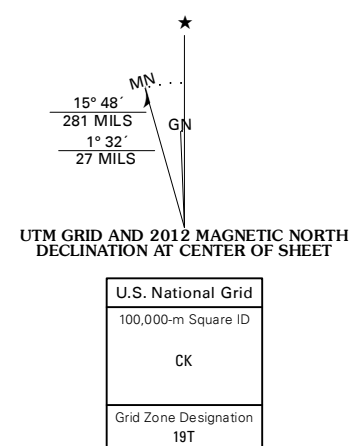 ★
MN
GN
15° 48´
281 MILS
1° 32´
27 MILS
UTM GRID AND 2012 MAGNETIC NORTH
DECLINATION AT CENTER OF SHEET
U.S. National Grid
100,000-m Square ID
CK
Grid Zone Designation
19T